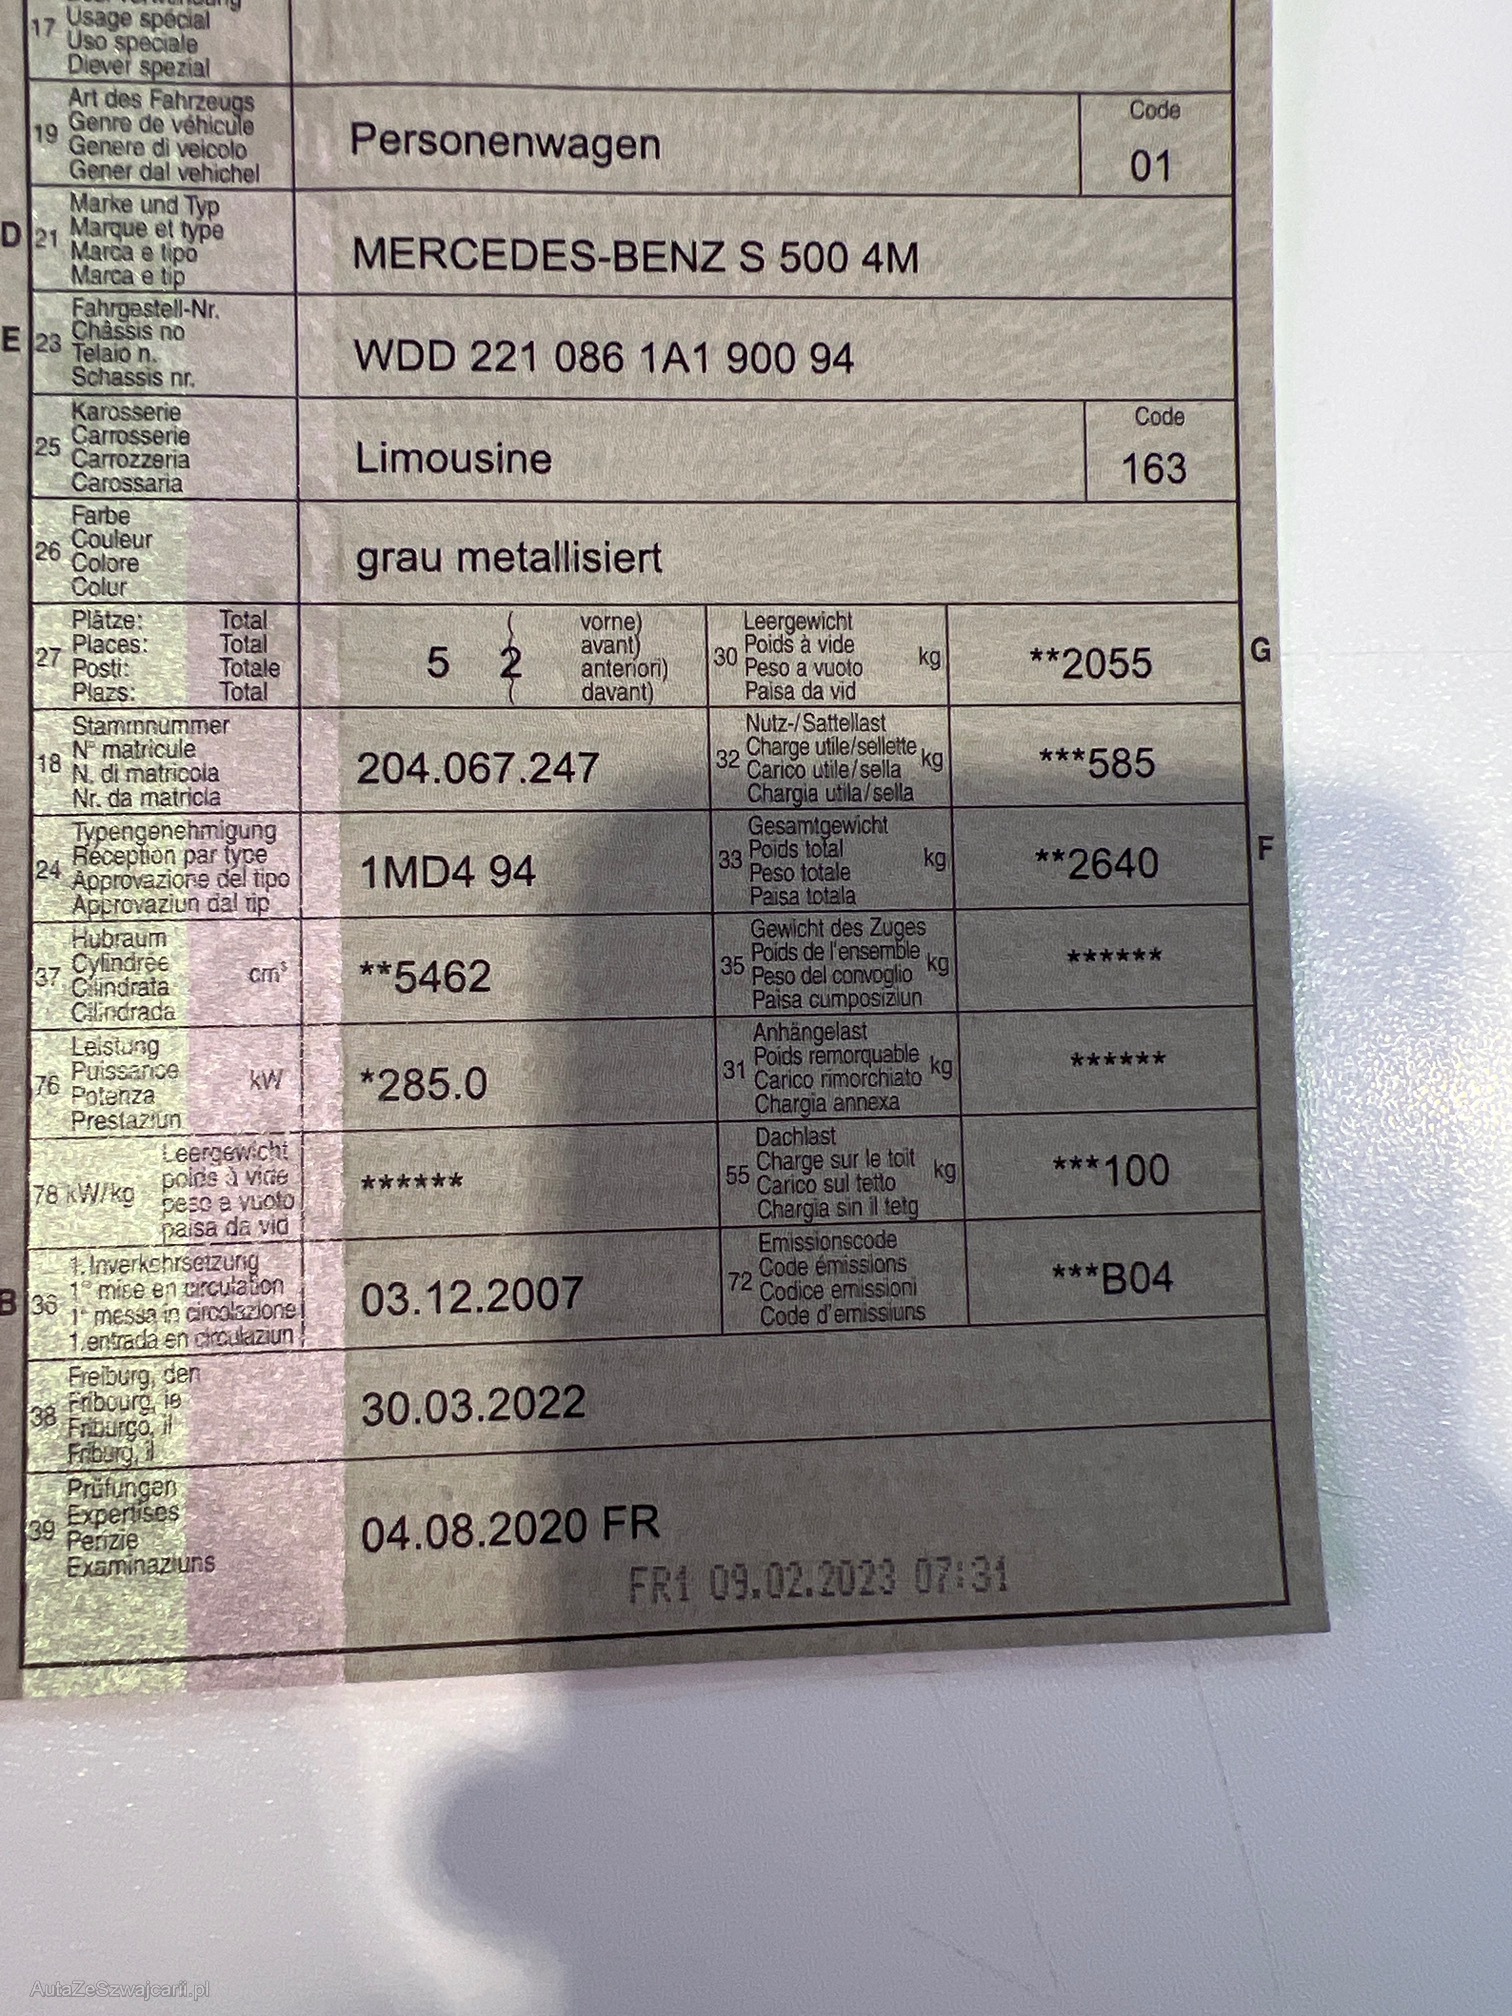 17 Usage spécial
Uso speciale
Diever spezial
19 Art des Fahrzeugs
Genre de véhicule
Genere di veicolo
Gener dal vehichel
Personenwagen
Code
01
D 21 Marke und Typ
Marque et type
Marca e tipo
Marca e tip
MERCEDES-BENZ S 500 4M
E 23 Fahrgestell-Nr.
Châssis no
Telaio n.
Schassis nr.
WDD 221 086 1A1 900 94
25 Karosserie
Carrosserie
Carrozzeria
Carossaria
Limousine
Code
163
26 Farbe
Couleur
Colore
Colur
grau metallisiert
27 Plätze: Total
Places: Total
Posti: Totale
Plazs: Total
5 2
( vorne)
( avant)
( anteriori)
( davant)
30 Leergewicht
Poids à vide
Peso a vuoto
Paisa da vid
kg
**2055
G
18 Stammnummer
N° matricule
N. di matricola
Nr. da matricla
204.067.247
32 Nutz-/Sattellast
Charge utile/sellette
Carico utile/sella
Chargia utila/sella
kg
***585
24 Typengenehmigung
Réception par type
Approvazione del tipo
Approvaziun dal tip
1MD4 94
33 Gesamtgewicht
Poids total
Peso totale
Paisa totala
kg
**2640
F
37 Hubraum
Cylindrée
Cilindrata
Cilindrada
cm³
**5462
35 Gewicht des Zuges
Poids de l'ensemble
Peso del convoglio
Paisa cumposiziun
kg
******
76 Leistung
Puissance
Potenza
Prestaziun
kW
*285.0
31 Anhängelast
Poids remorquable
Carico rimorchiato
Chargia annexa
kg
******
78 kW/kg
Leergewicht
poids à vide
peso a vuoto
paisa da vid
******
55 Dachlast
Charge sur le toit
Carico sul tetto
Chargia sin il tetg
kg
***100
B 36 1. Inverkehrsetzung
1° mise en circulation
1° messa in circolazione
1. entrada en circulaziun
03.12.2007
72 Emissionscode
Code émissions
Codice emissioni
Code d'emissiuns
***B04
38 Freiburg, den
Fribourg, le
Friburgo, il
Friburg, il
30.03.2022
39 Prüfungen
Expertises
Perizie
Examinaziuns
04.08.2020 FR
FR1 09.02.2023 07:31
AutaZeSzwajcarii.pl